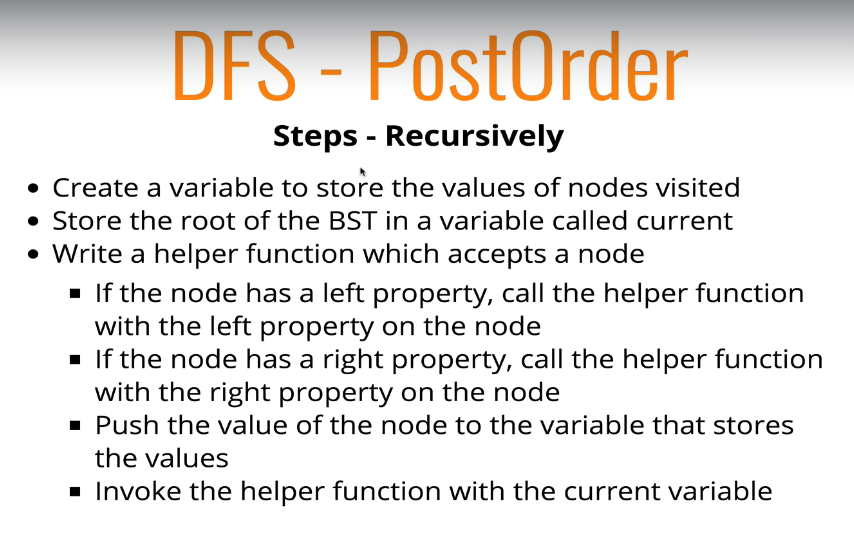 DFS - PostOrder
Steps - Recursively
• Create a variable to store the values of nodes visited
• Store the root of the BST in a variable called current
• Write a helper function which accepts a node
▪ If the node has a left property, call the helper function
with the left property on the node
▪ If the node has a right property, call the helper function
with the right property on the node
▪ Push the value of the node to the variable that stores
the values
▪ Invoke the helper function with the current variable